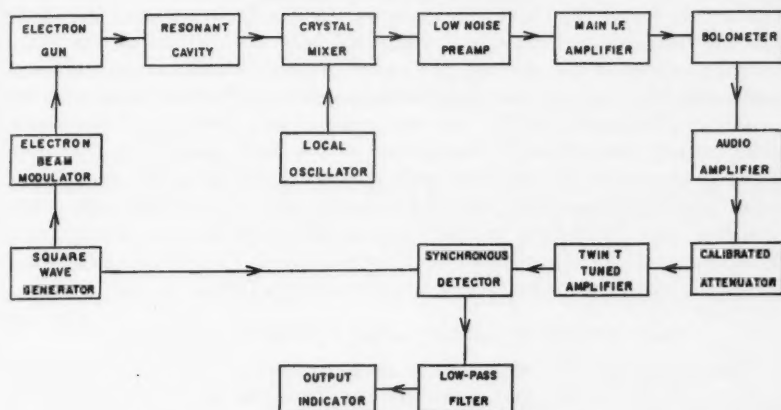 ELECTRON
GUN
RESONANT
CAVITY
CRYSTAL
MIXER
LOW NOISE
PREAMP
MAIN I.F.
AMPLIFIER
BOLOMETER
ELECTRON
BEAM
MODULATOR
LOCAL
OSCILLATOR
AUDIO
AMPLIFIER
SQUARE
WAVE
GENERATOR
SYNCHRONOUS
DETECTOR
TWIN T
TUNED
AMPLIFIER
CALIBRATED
ATTENUATOR
OUTPUT
INDICATOR
LOW-PASS
FILTER